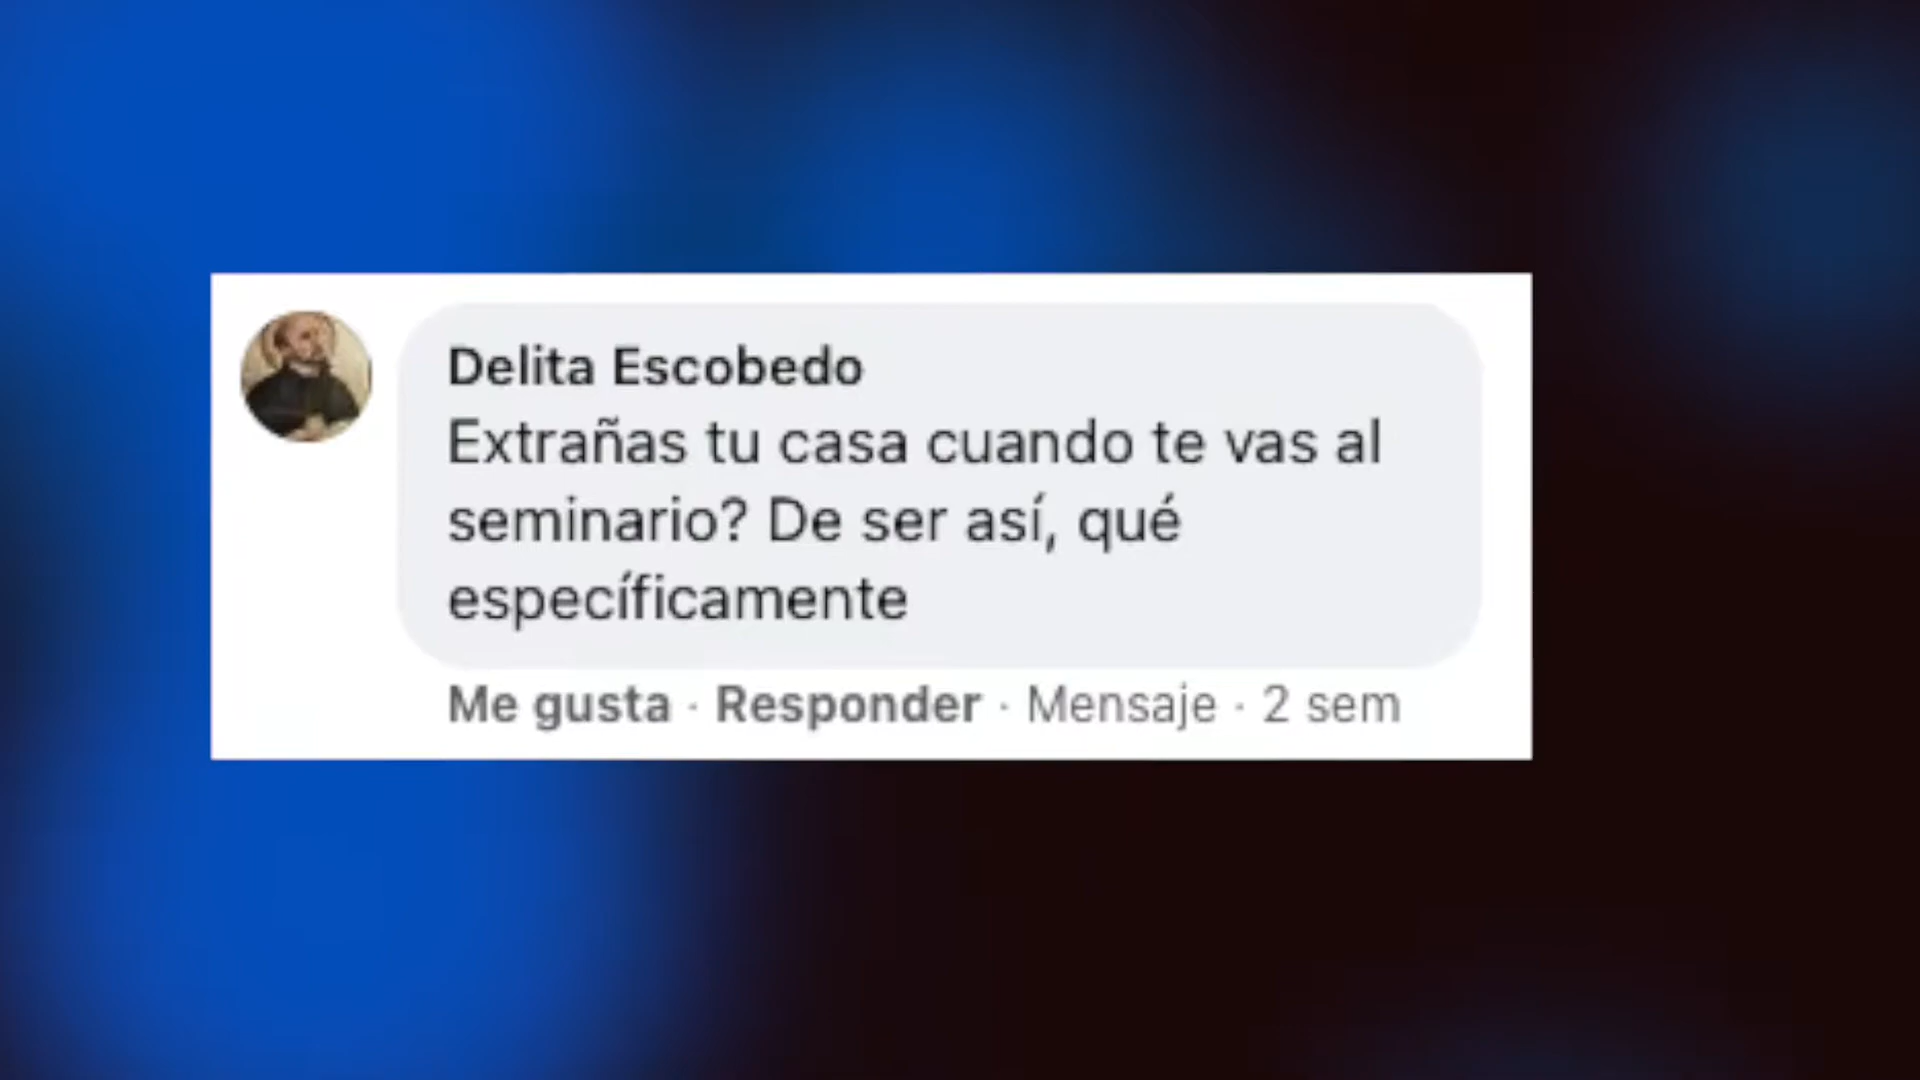 Delita Escobedo
Extrañas tu casa cuando te vas al
seminario? De ser así, qué
específicamente
Me gusta · Responder · Mensaje · 2 sem